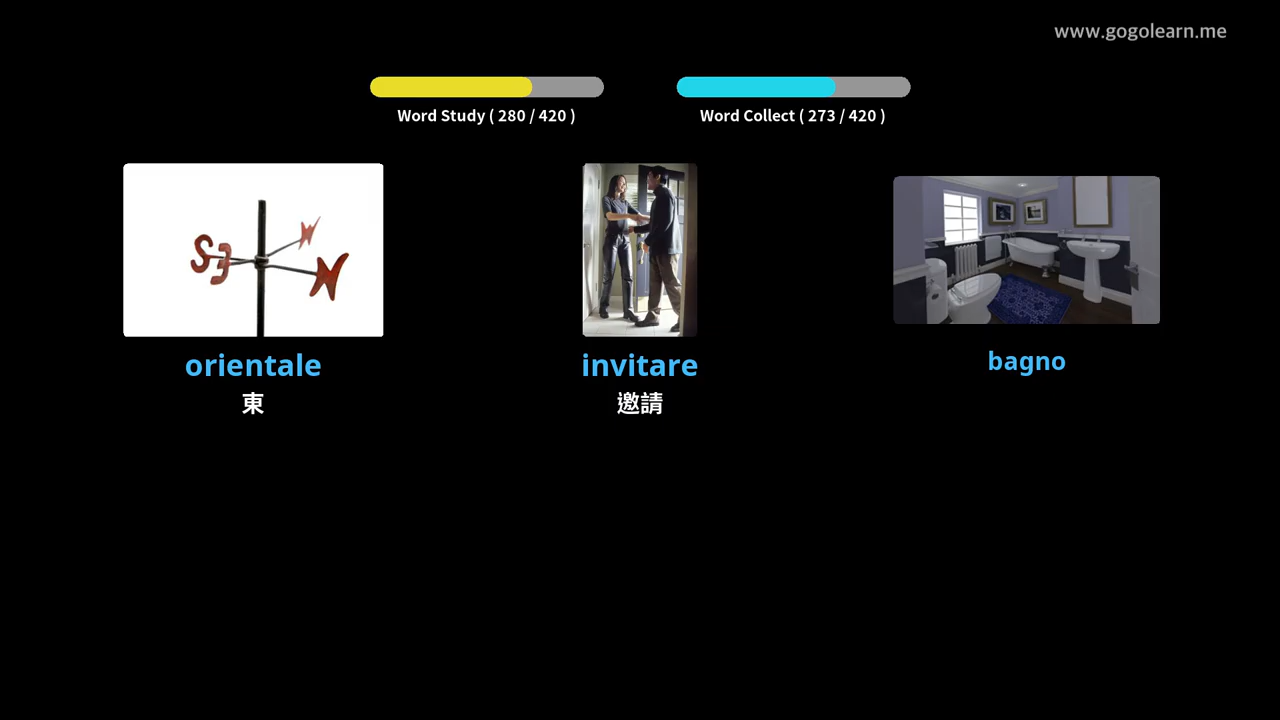 www.gogolearn.me
Word Study ( 280 / 420 )
Word Collect ( 273 / 420 )
S
E
W
N
orientale
invitare
bagno
東
邀請